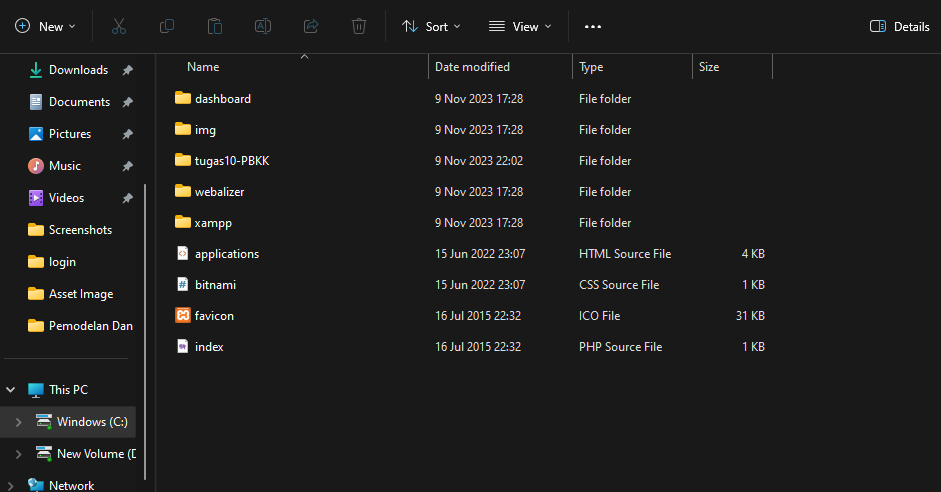 New
Sort
View
Details
Downloads
Documents
Pictures
Music
Videos
Screenshots
login
Asset Image
Pemodelan Dan
This PC
Windows (C:)
New Volume (D
Network
Name Date modified Type Size
dashboard 9 Nov 2023 17:28 File folder
img 9 Nov 2023 17:28 File folder
tugas10-PBKK 9 Nov 2023 22:02 File folder
webalizer 9 Nov 2023 17:28 File folder
xampp 9 Nov 2023 17:28 File folder
applications 15 Jun 2022 23:07 HTML Source File 4 KB
bitnami 15 Jun 2022 23:07 CSS Source File 1 KB
favicon 16 Jul 2015 22:32 ICO File 31 KB
index 16 Jul 2015 22:32 PHP Source File 1 KB